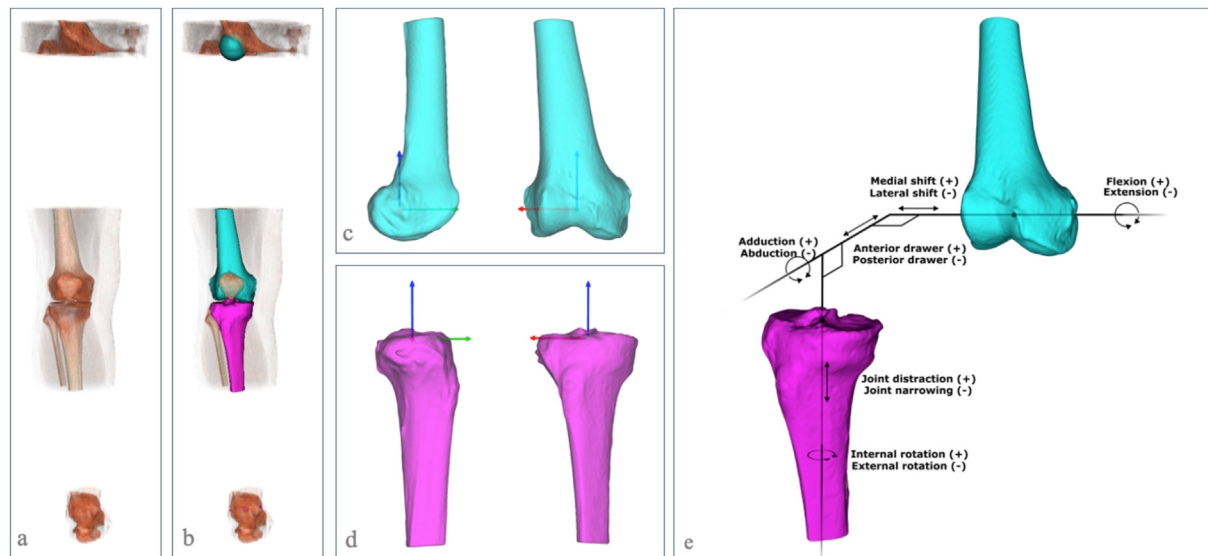 a
b
c
d
Medial shift (+)
Lateral shift (-)
Flexion (+)
Extension (-)
Adduction (+)
Abduction (-)
Anterior drawer (+)
Posterior drawer (-)
Joint distraction (+)
Joint narrowing (-)
Internal rotation (+)
External rotation (-)
e